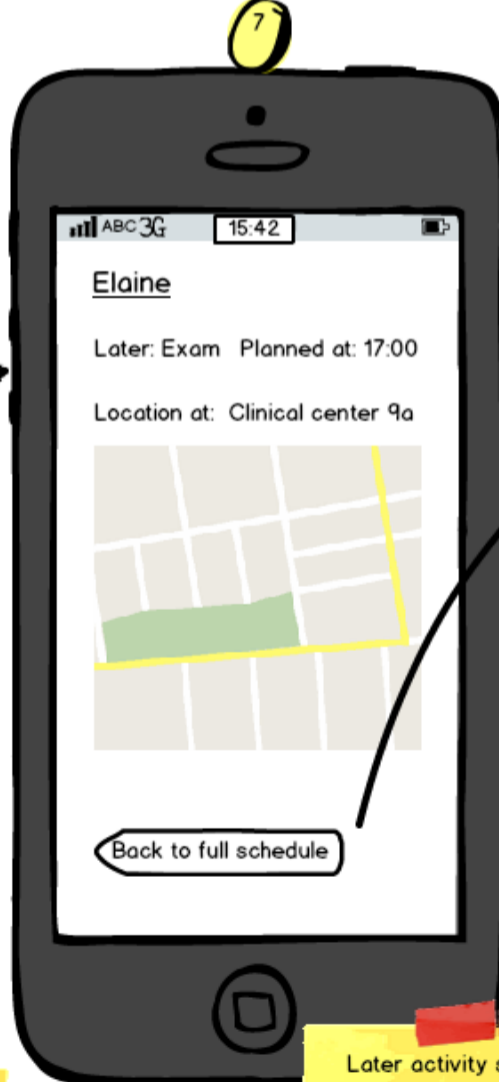 7
ABC 3G 15:42
Elaine
Later: Exam Planned at: 17:00
Location at: Clinical center 9a
Back to full schedule
Later activity